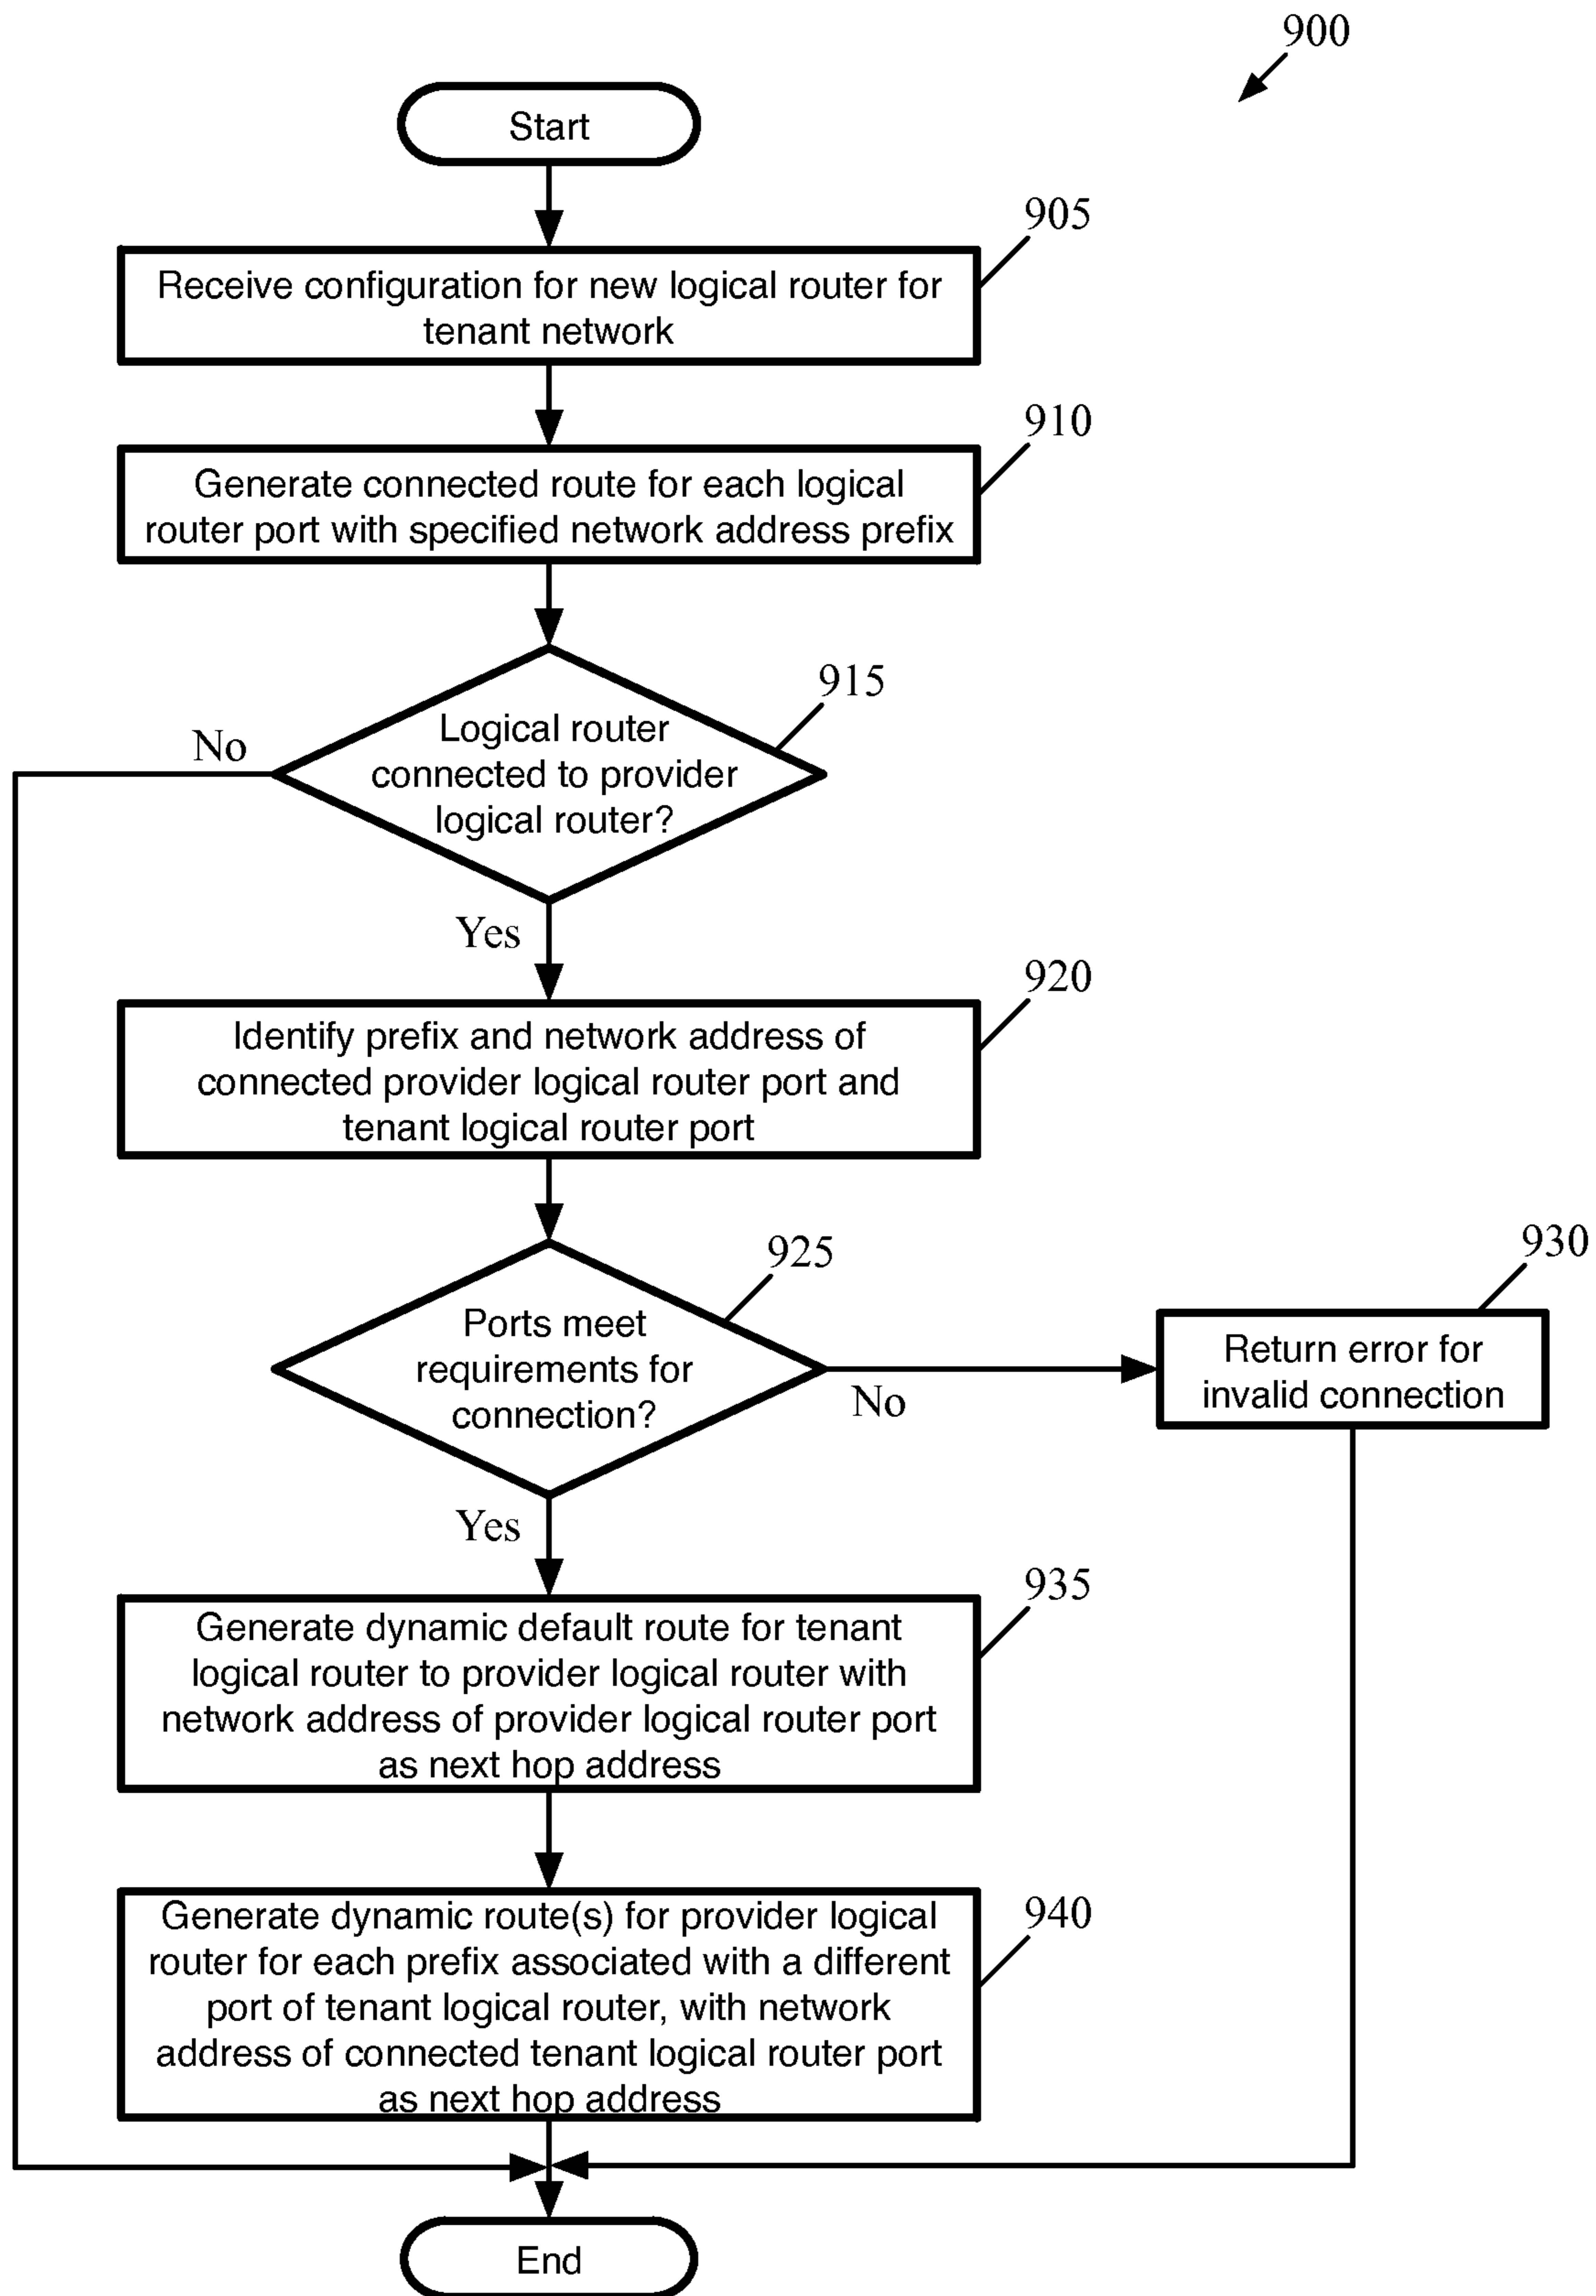 900
Start
905
Receive configuration for new logical router for
tenant network
910
Generate connected route for each logical
router port with specified network address prefix
915
No
Logical router
connected to provider
logical router?
Yes
920
Identify prefix and network address of
connected provider logical router port and
tenant logical router port
925
930
Ports meet
requirements for
connection?
No
Return error for
invalid connection
Yes
935
Generate dynamic default route for tenant
logical router to provider logical router with
network address of provider logical router port
as next hop address
940
Generate dynamic route(s) for provider logical
router for each prefix associated with a different
port of tenant logical router, with network
address of connected tenant logical router port
as next hop address
End